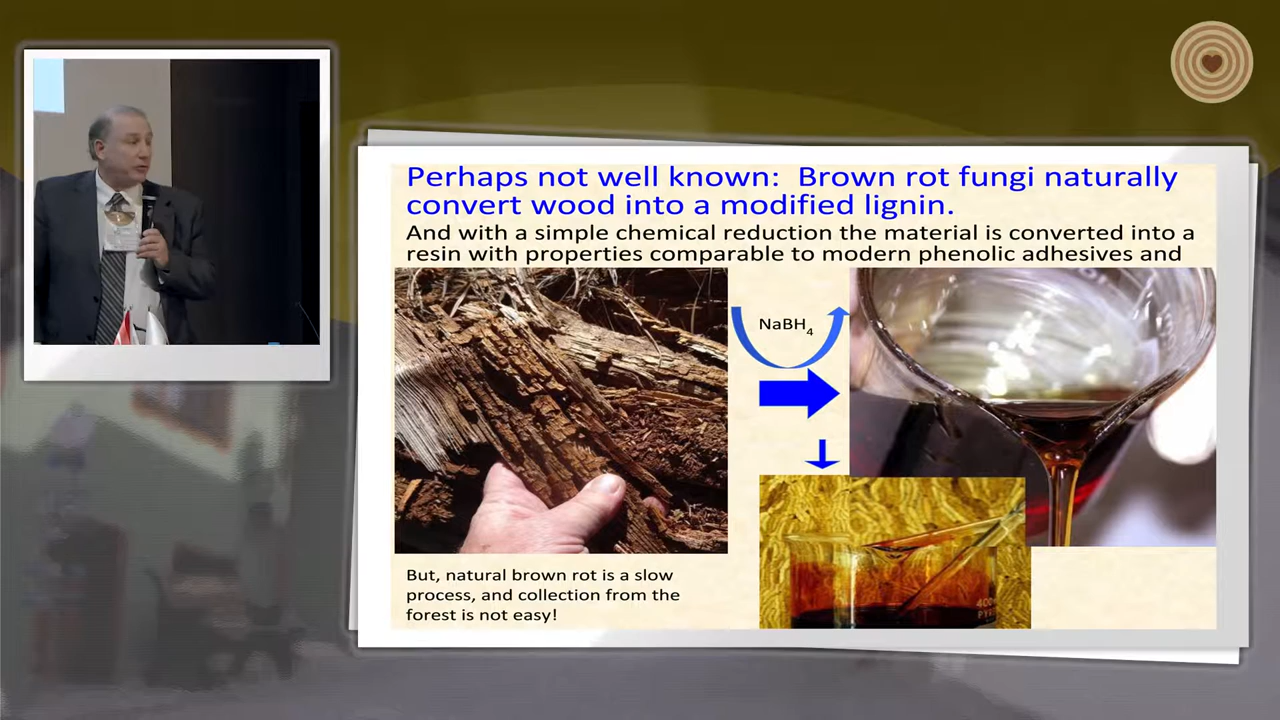 Perhaps not well known:  Brown rot fungi naturally
convert wood into a modified lignin.
And with a simple chemical reduction the material is converted into a
resin with properties comparable to modern phenolic adhesives and
NaBH4
But, natural brown rot is a slow
process, and collection from the
forest is not easy!